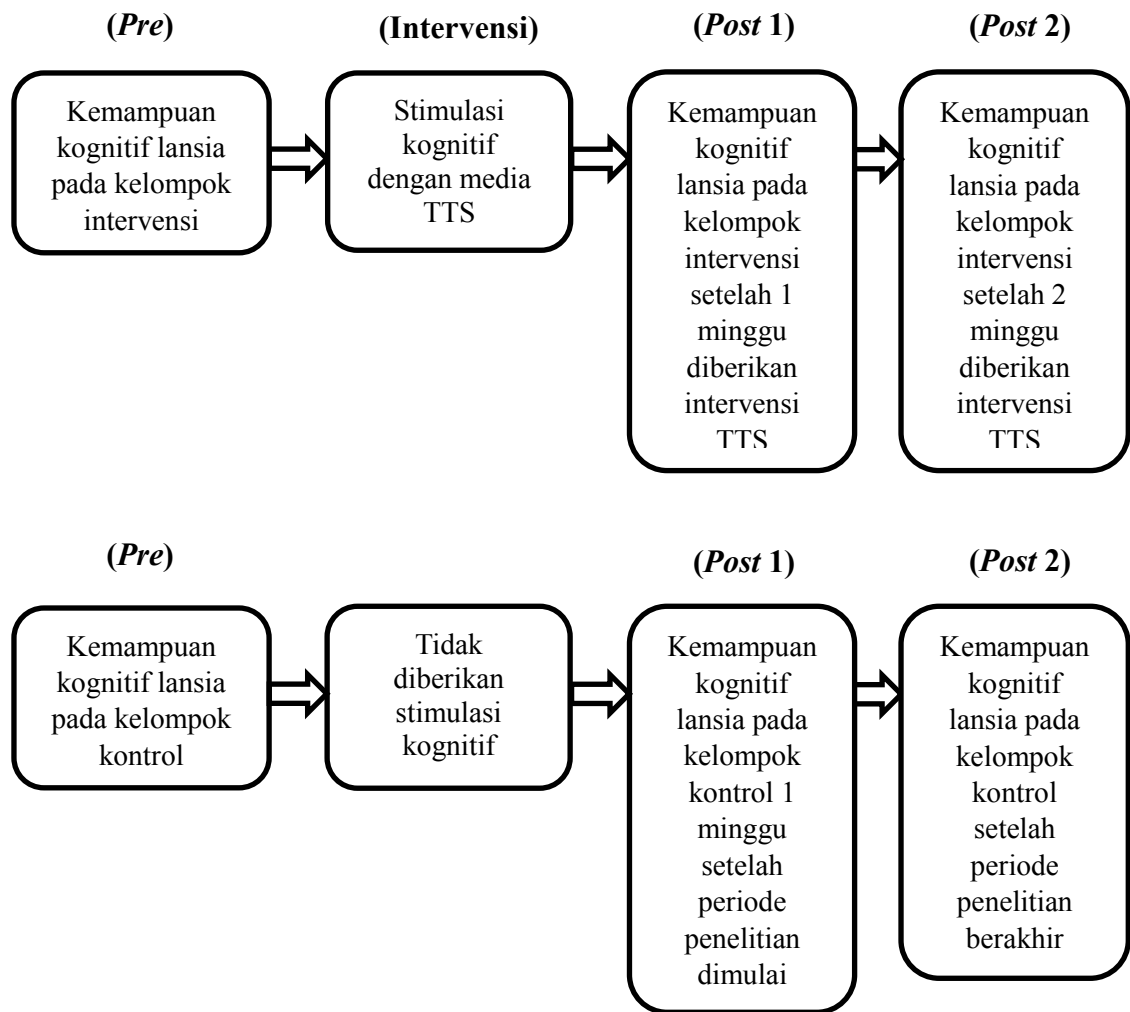 (Pre)
(Intervensi)
(Post 1)
(Post 2)
Kemampuan
kognitif lansia
pada kelompok
intervensi
Stimulasi
kognitif
dengan media
TTS
Kemampuan
kognitif
lansia pada
kelompok
intervensi
setelah 1
minggu
diberikan
intervensi
TTS
Kemampuan
kognitif
lansia pada
kelompok
intervensi
setelah 2
minggu
diberikan
intervensi
TTS
(Pre)
(Post 1)
(Post 2)
Kemampuan
kognitif lansia
pada kelompok
kontrol
Tidak
diberikan
stimulasi
kognitif
Kemampuan
kognitif
lansia pada
kelompok
kontrol 1
minggu
setelah
periode
penelitian
dimulai
Kemampuan
kognitif
lansia pada
kelompok
kontrol
setelah
periode
penelitian
berakhir